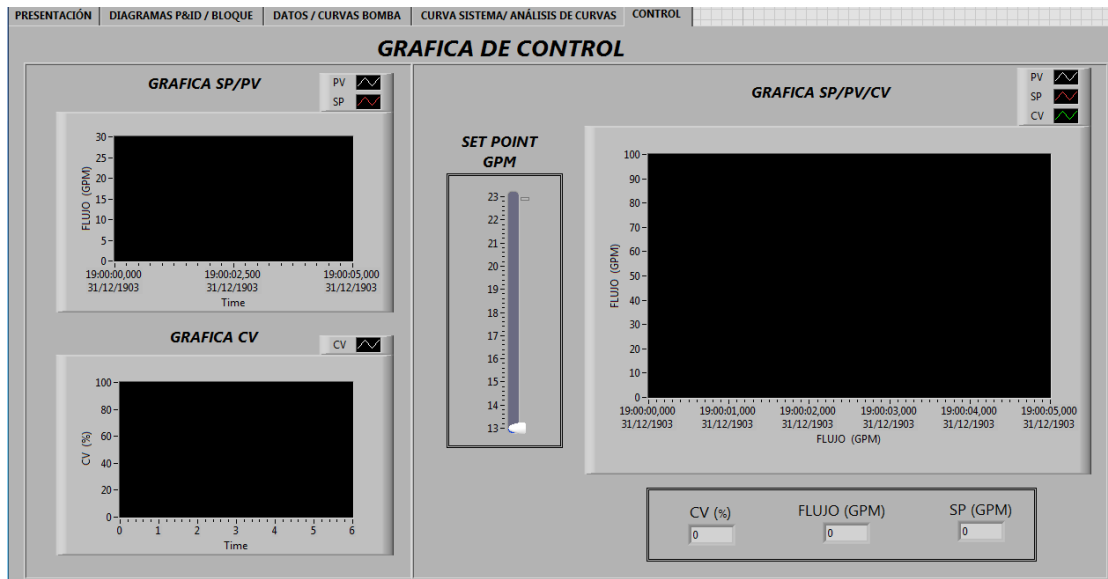 PRESENTACIÓN
DIAGRAMAS P&ID / BLOQUE
DATOS / CURVAS BOMBA
CURVA SISTEMA/ ANÁLISIS DE CURVAS
CONTROL
GRAFICA DE CONTROL
GRAFICA SP/PV
PV
SP
FLUJO (GPM)
30
25
20
15
10
5
0
19:00:00,000
31/12/1903
19:00:02,500
31/12/1903
19:00:05,000
31/12/1903
Time
GRAFICA CV
CV
CV (%)
100
80
60
40
20
0
0 1 2 3 4 5 6
Time
SET POINT
GPM
23
22
21
20
19
18
17
16
15
14
13
GRAFICA SP/PV/CV
PV
SP
CV
FLUJO (GPM)
100
90
80
70
60
50
40
30
20
10
0
19:00:00,000
31/12/1903
19:00:01,000
31/12/1903
19:00:02,000
31/12/1903
19:00:03,000
31/12/1903
19:00:04,000
31/12/1903
19:00:05,000
31/12/1903
FLUJO (GPM)
CV (%)
0
FLUJO (GPM)
0
SP (GPM)
0